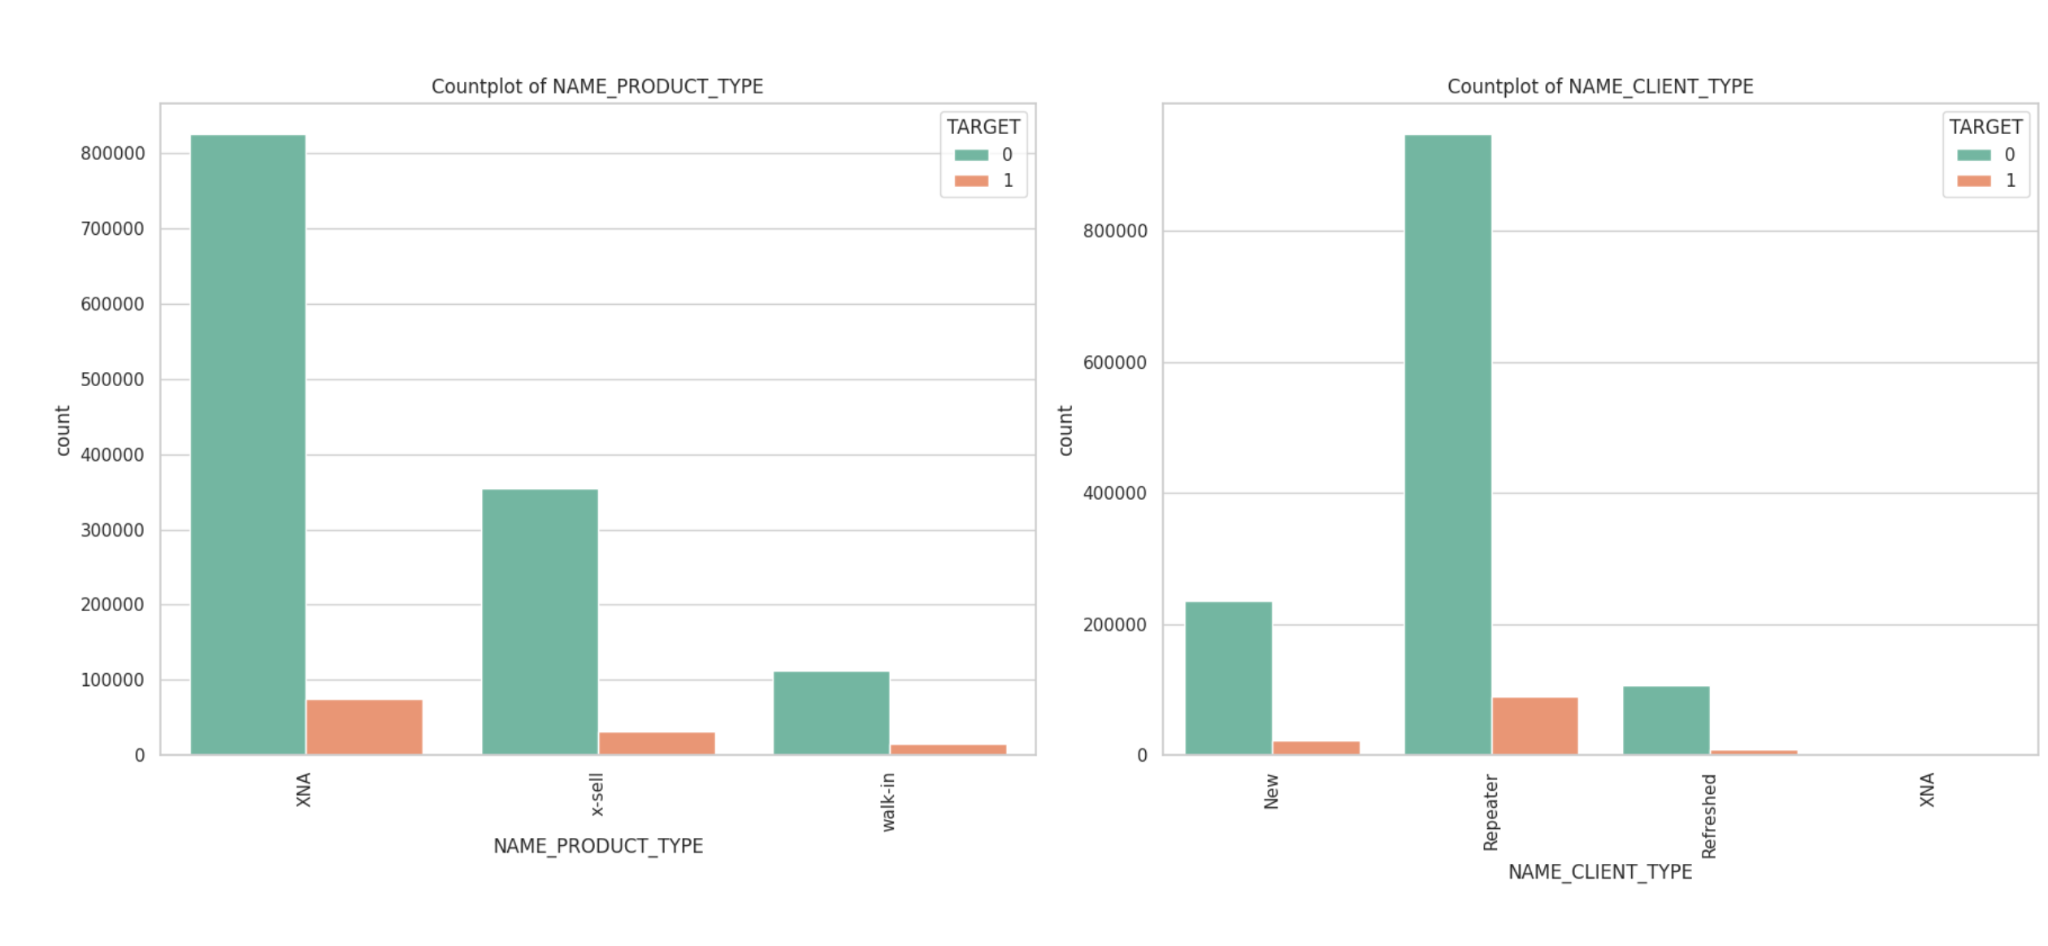 Countplot of NAME_PRODUCT_TYPE
TARGET
0
1
800000
700000
600000
500000
400000
300000
200000
100000
0
count
XNA
x-sell
walk-in
NAME_PRODUCT_TYPE
Countplot of NAME_CLIENT_TYPE
TARGET
0
1
800000
600000
400000
200000
0
count
New
Repeater
Refreshed
XNA
NAME_CLIENT_TYPE